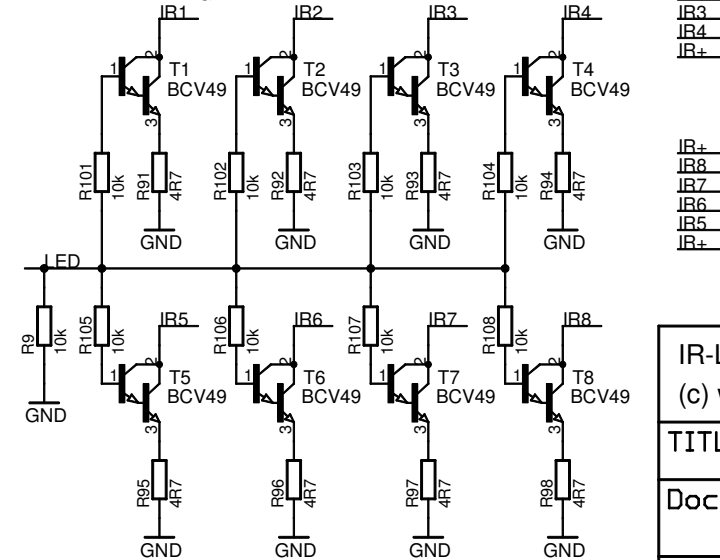 IR1 IR2 IR3 IR4
IR3
IR4
IR+
1 2 3 T1 BCV49
1 2 3 T2 BCV49
1 2 3 T3 BCV49
1 2 3 T4 BCV49
R101 10k R91 4R7
R102 10k R92 4R7
R103 10k R93 4R7
R104 10k R94 4R7
GND GND GND GND
IR+
IR8
IR7
IR6
IR5
IR+
LED
R9 10k
GND
R105 10k
R106 10k
R107 10k
R108 10k
IR5 IR6 IR7 IR8
1 2 3 T5 BCV49
1 2 3 T6 BCV49
1 2 3 T7 BCV49
1 2 3 T8 BCV49
R95 4R7
R96 4R7
R97 4R7
R98 4R7
GND GND GND GND
IR-L
(c) w
TITL
Doc